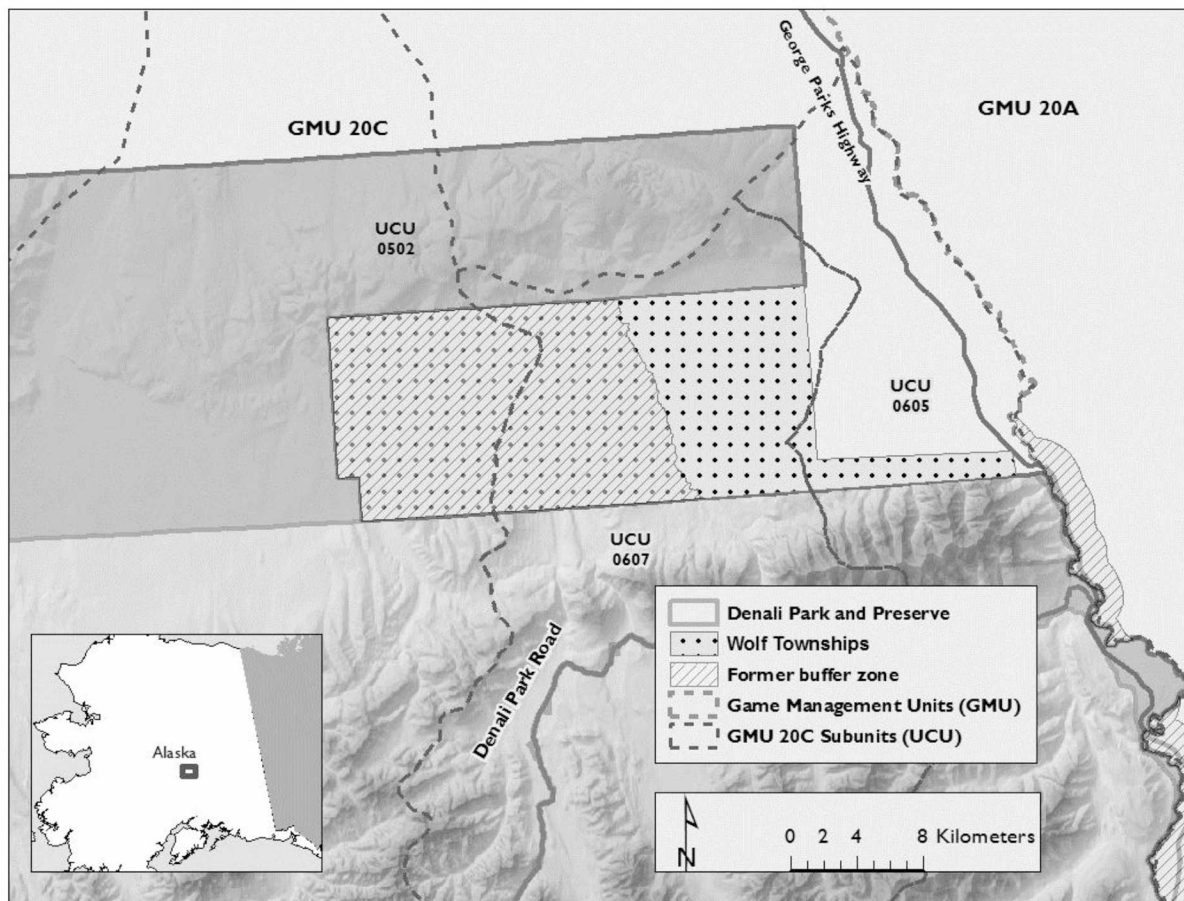 George Parks Highway
GMU 20C
GMU 20A
UCU
0502
UCU
0605
UCU
0607
Denali Park Road
Denali Park and Preserve
Wolf Townships
Former buffer zone
Game Management Units (GMU)
GMU 20C Subunits (UCU)
Alaska
N
0 2 4 8 Kilometers